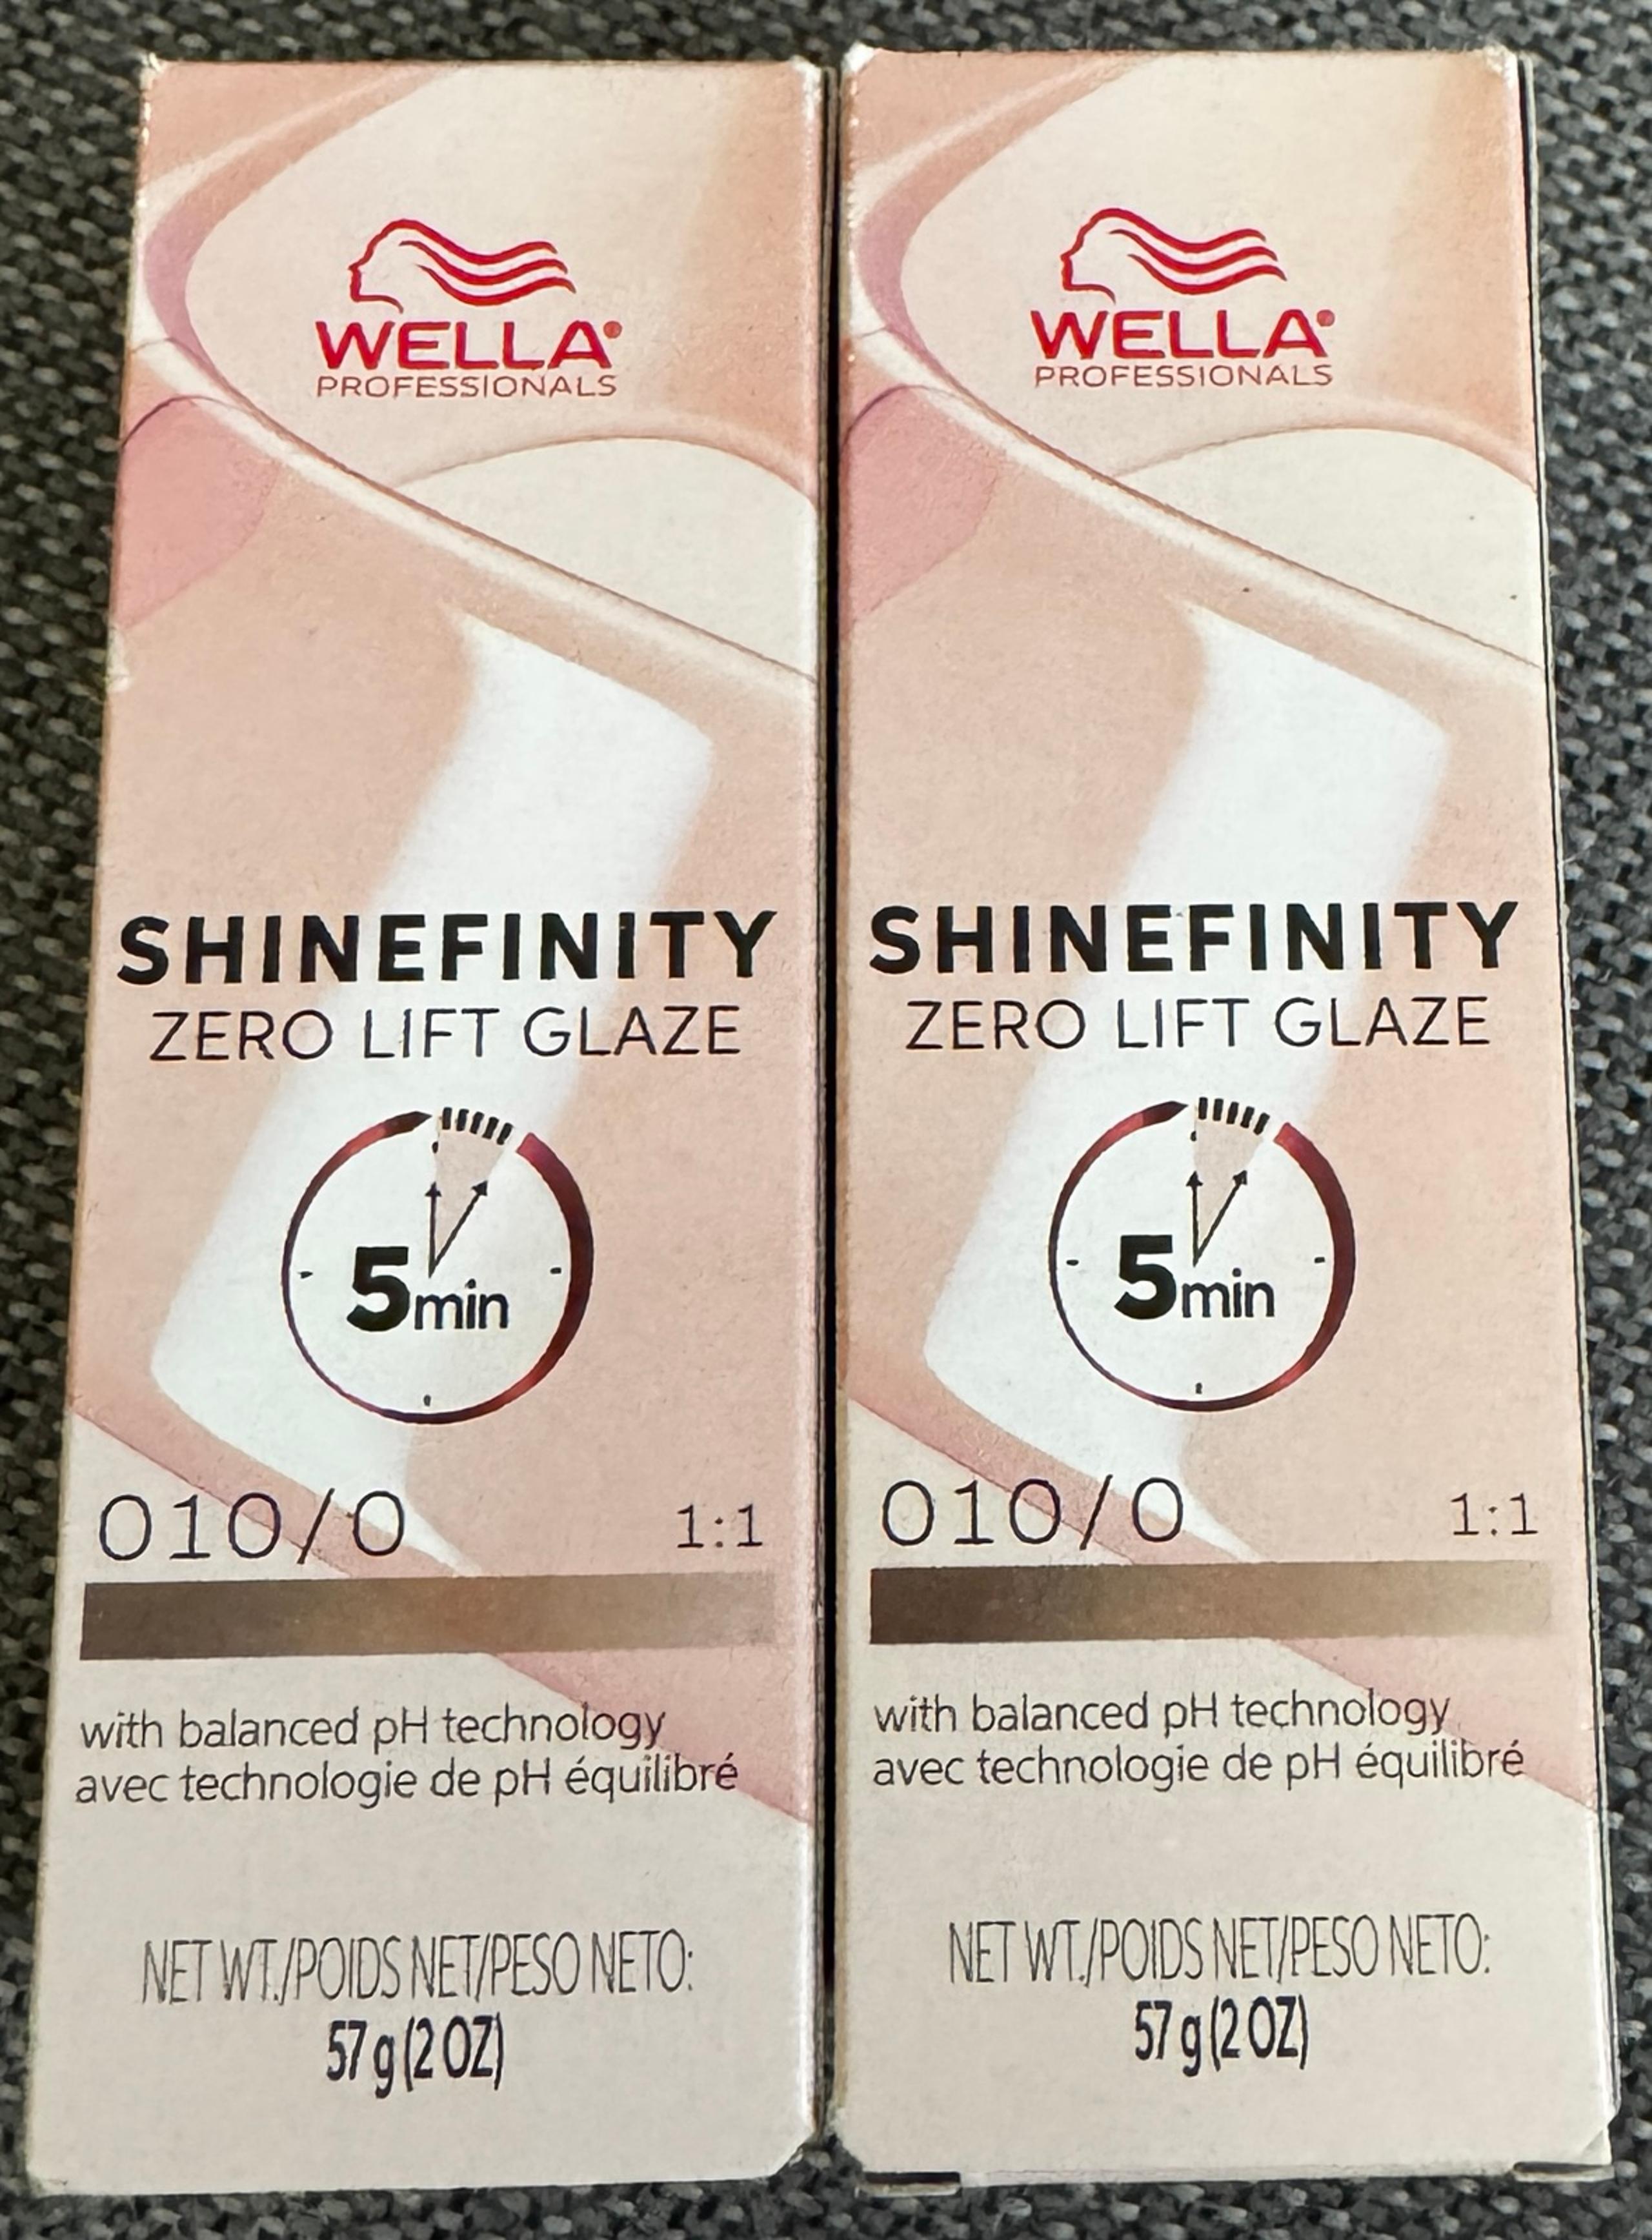 WELLA®
PROFESSIONALS
SHINEFINITY
ZERO LIFT GLAZE
5min
010/0 1:1
with balanced pH technology
avec technologie de pH équilibré
NET WT./POIDS NET/PESO NETO:
57 g (2 OZ)
WELLA®
PROFESSIONALS
SHINEFINITY
ZERO LIFT GLAZE
5min
010/0 1:1
with balanced pH technology
avec technologie de pH équilibré
NET WT./POIDS NET/PESO NETO:
57 g (2 OZ)